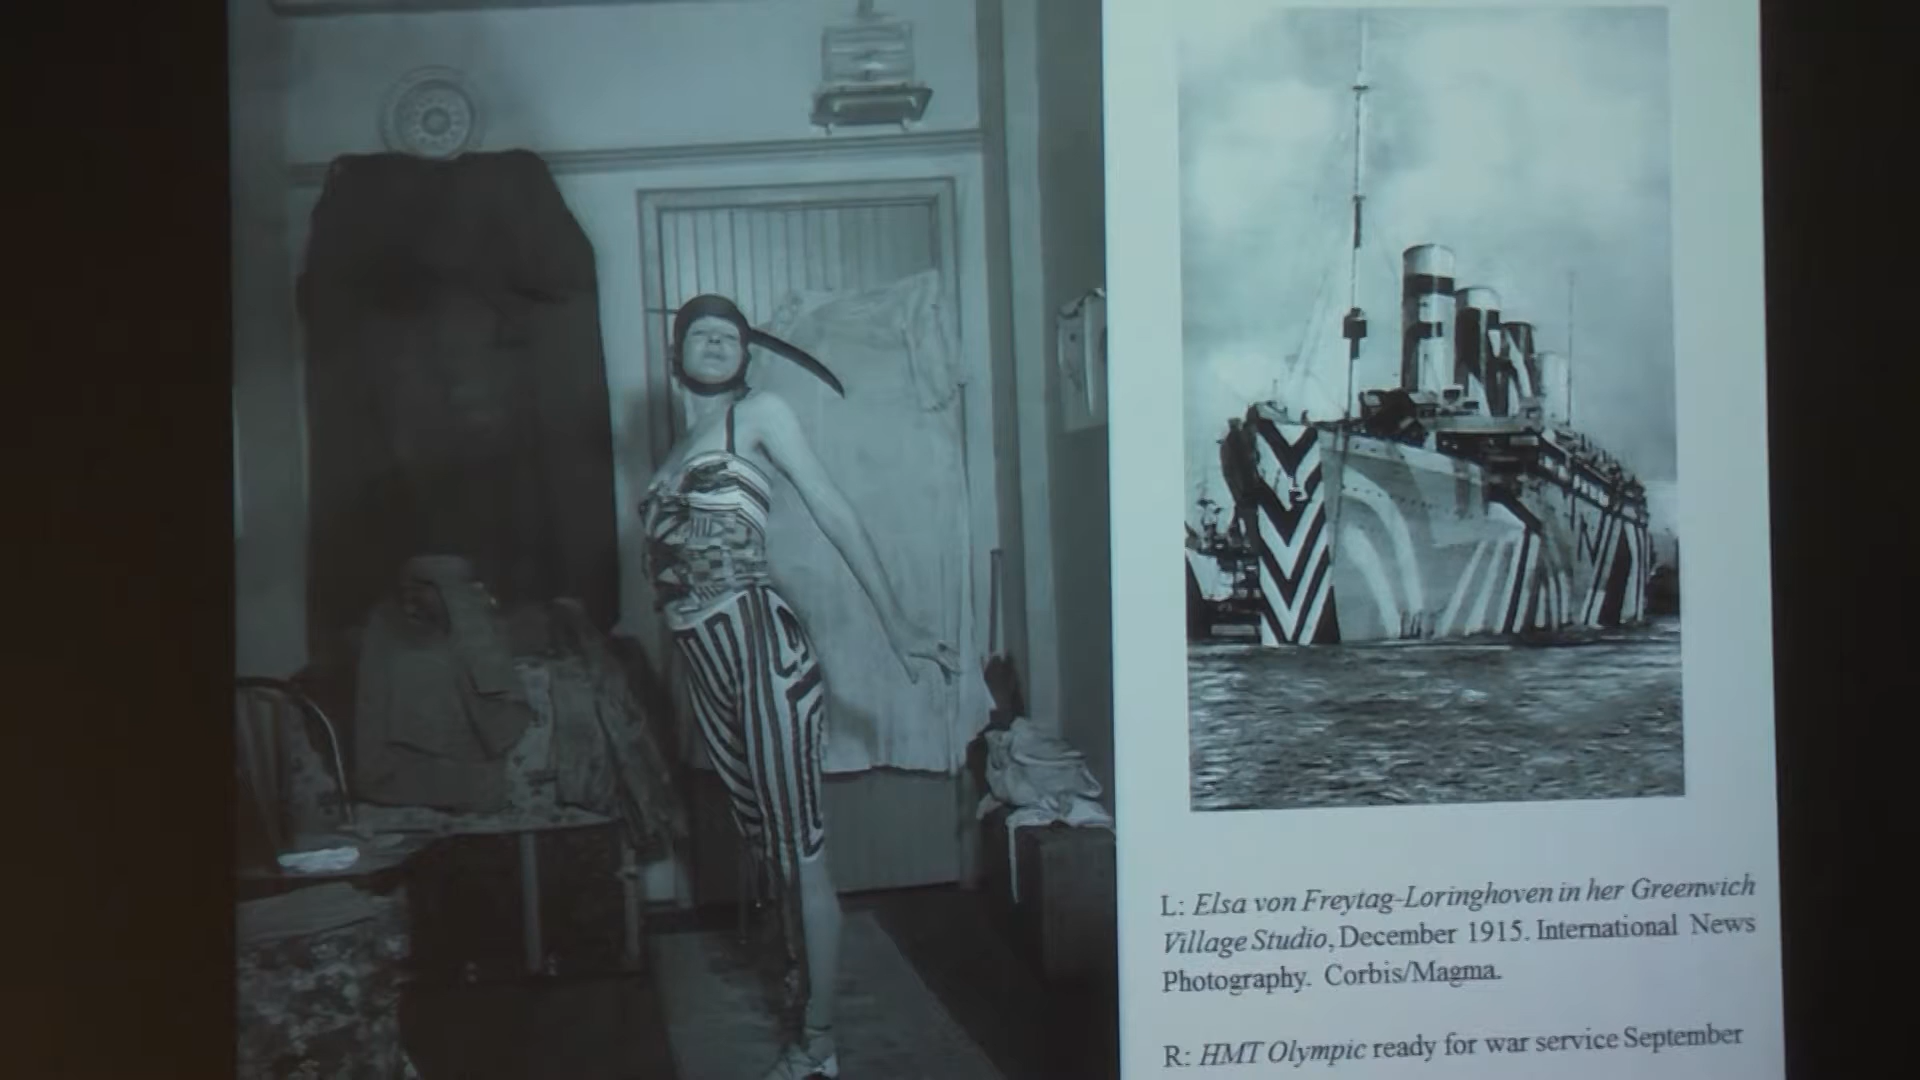 L: Elsa von Freytag-Loringhoven in her Greenwich
Village Studio, December 1915. International News
Photography. Corbis/Magma.
R: HMT Olympic ready for war service September